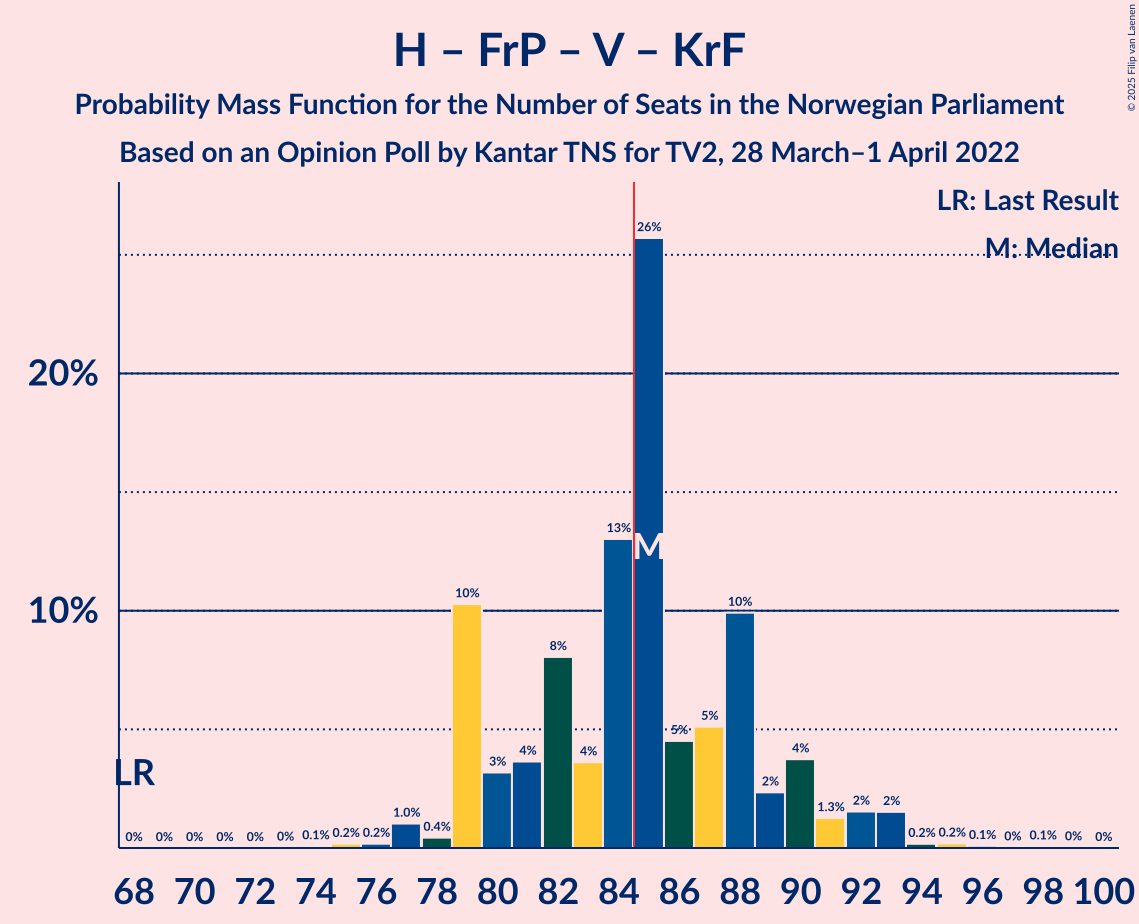 H – FrP – V – KrF
Probability Mass Function for the Number of Seats in the Norwegian Parliament
Based on an Opinion Poll by Kantar TNS for TV2, 28 March–1 April 2022
© 2025 Filip van Laenen
LR: Last Result
M: Median
20%
10%
LR
M
0% 0% 0% 0% 0% 0% 0.1% 0.2% 0.2% 1.0% 0.4% 10% 3% 4% 8% 4% 13% 26% 5% 5% 10% 2% 4% 1.3% 2% 2% 0.2% 0.2% 0.1% 0% 0.1% 0% 0%
68 70 72 74 76 78 80 82 84 86 88 90 92 94 96 98 100